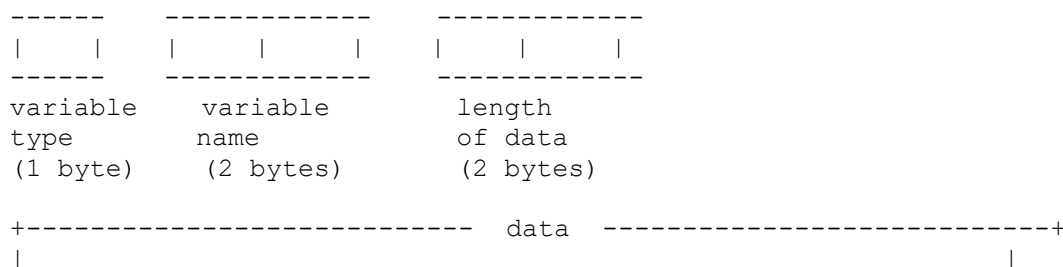 ------   -------------    -------------
|    |   |     |     |    |    |     |
------   -------------    -------------
variable    variable        length
type        name            of data
(1 byte)    (2 bytes)       (2 bytes)
+---------------------------- data ----------------------------+
|                                                              |